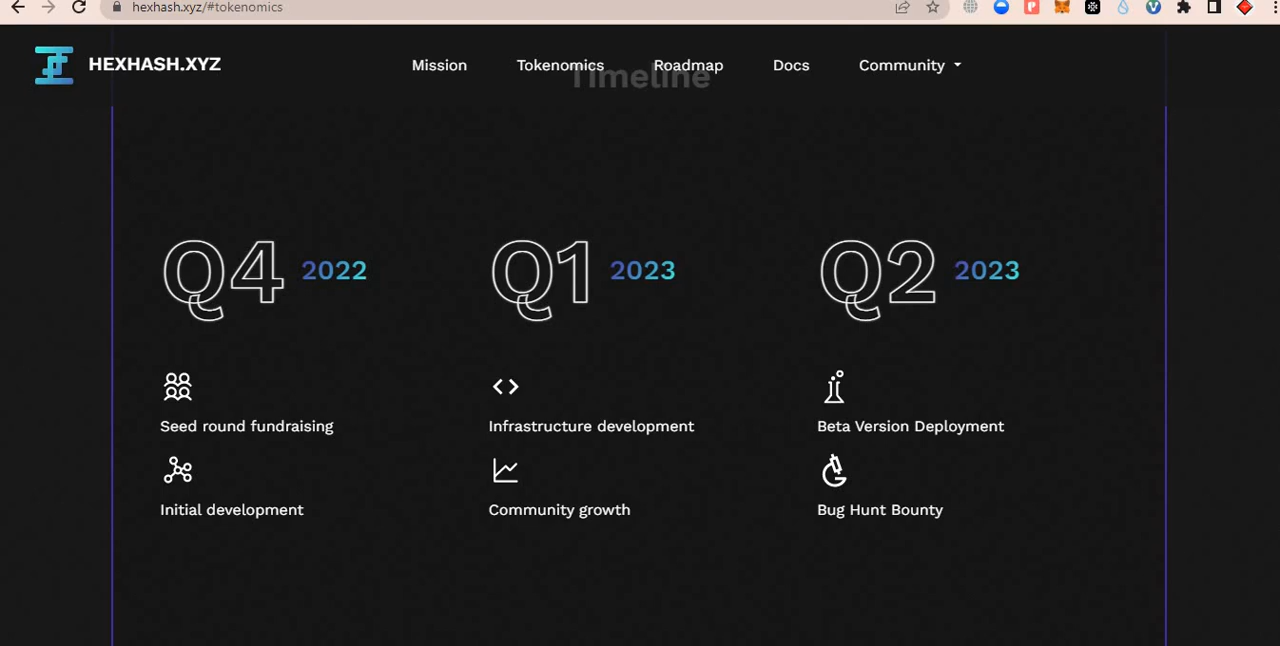 hexhash.xyz/#tokenomics
HEXHASH.XYZ
Mission
Tokenomics
Roadmap
Docs
Community
Timeline
Q4 2022
Q1 2023
Q2 2023
Seed round fundraising
Infrastructure development
Beta Version Deployment
Initial development
Community growth
Bug Hunt Bounty